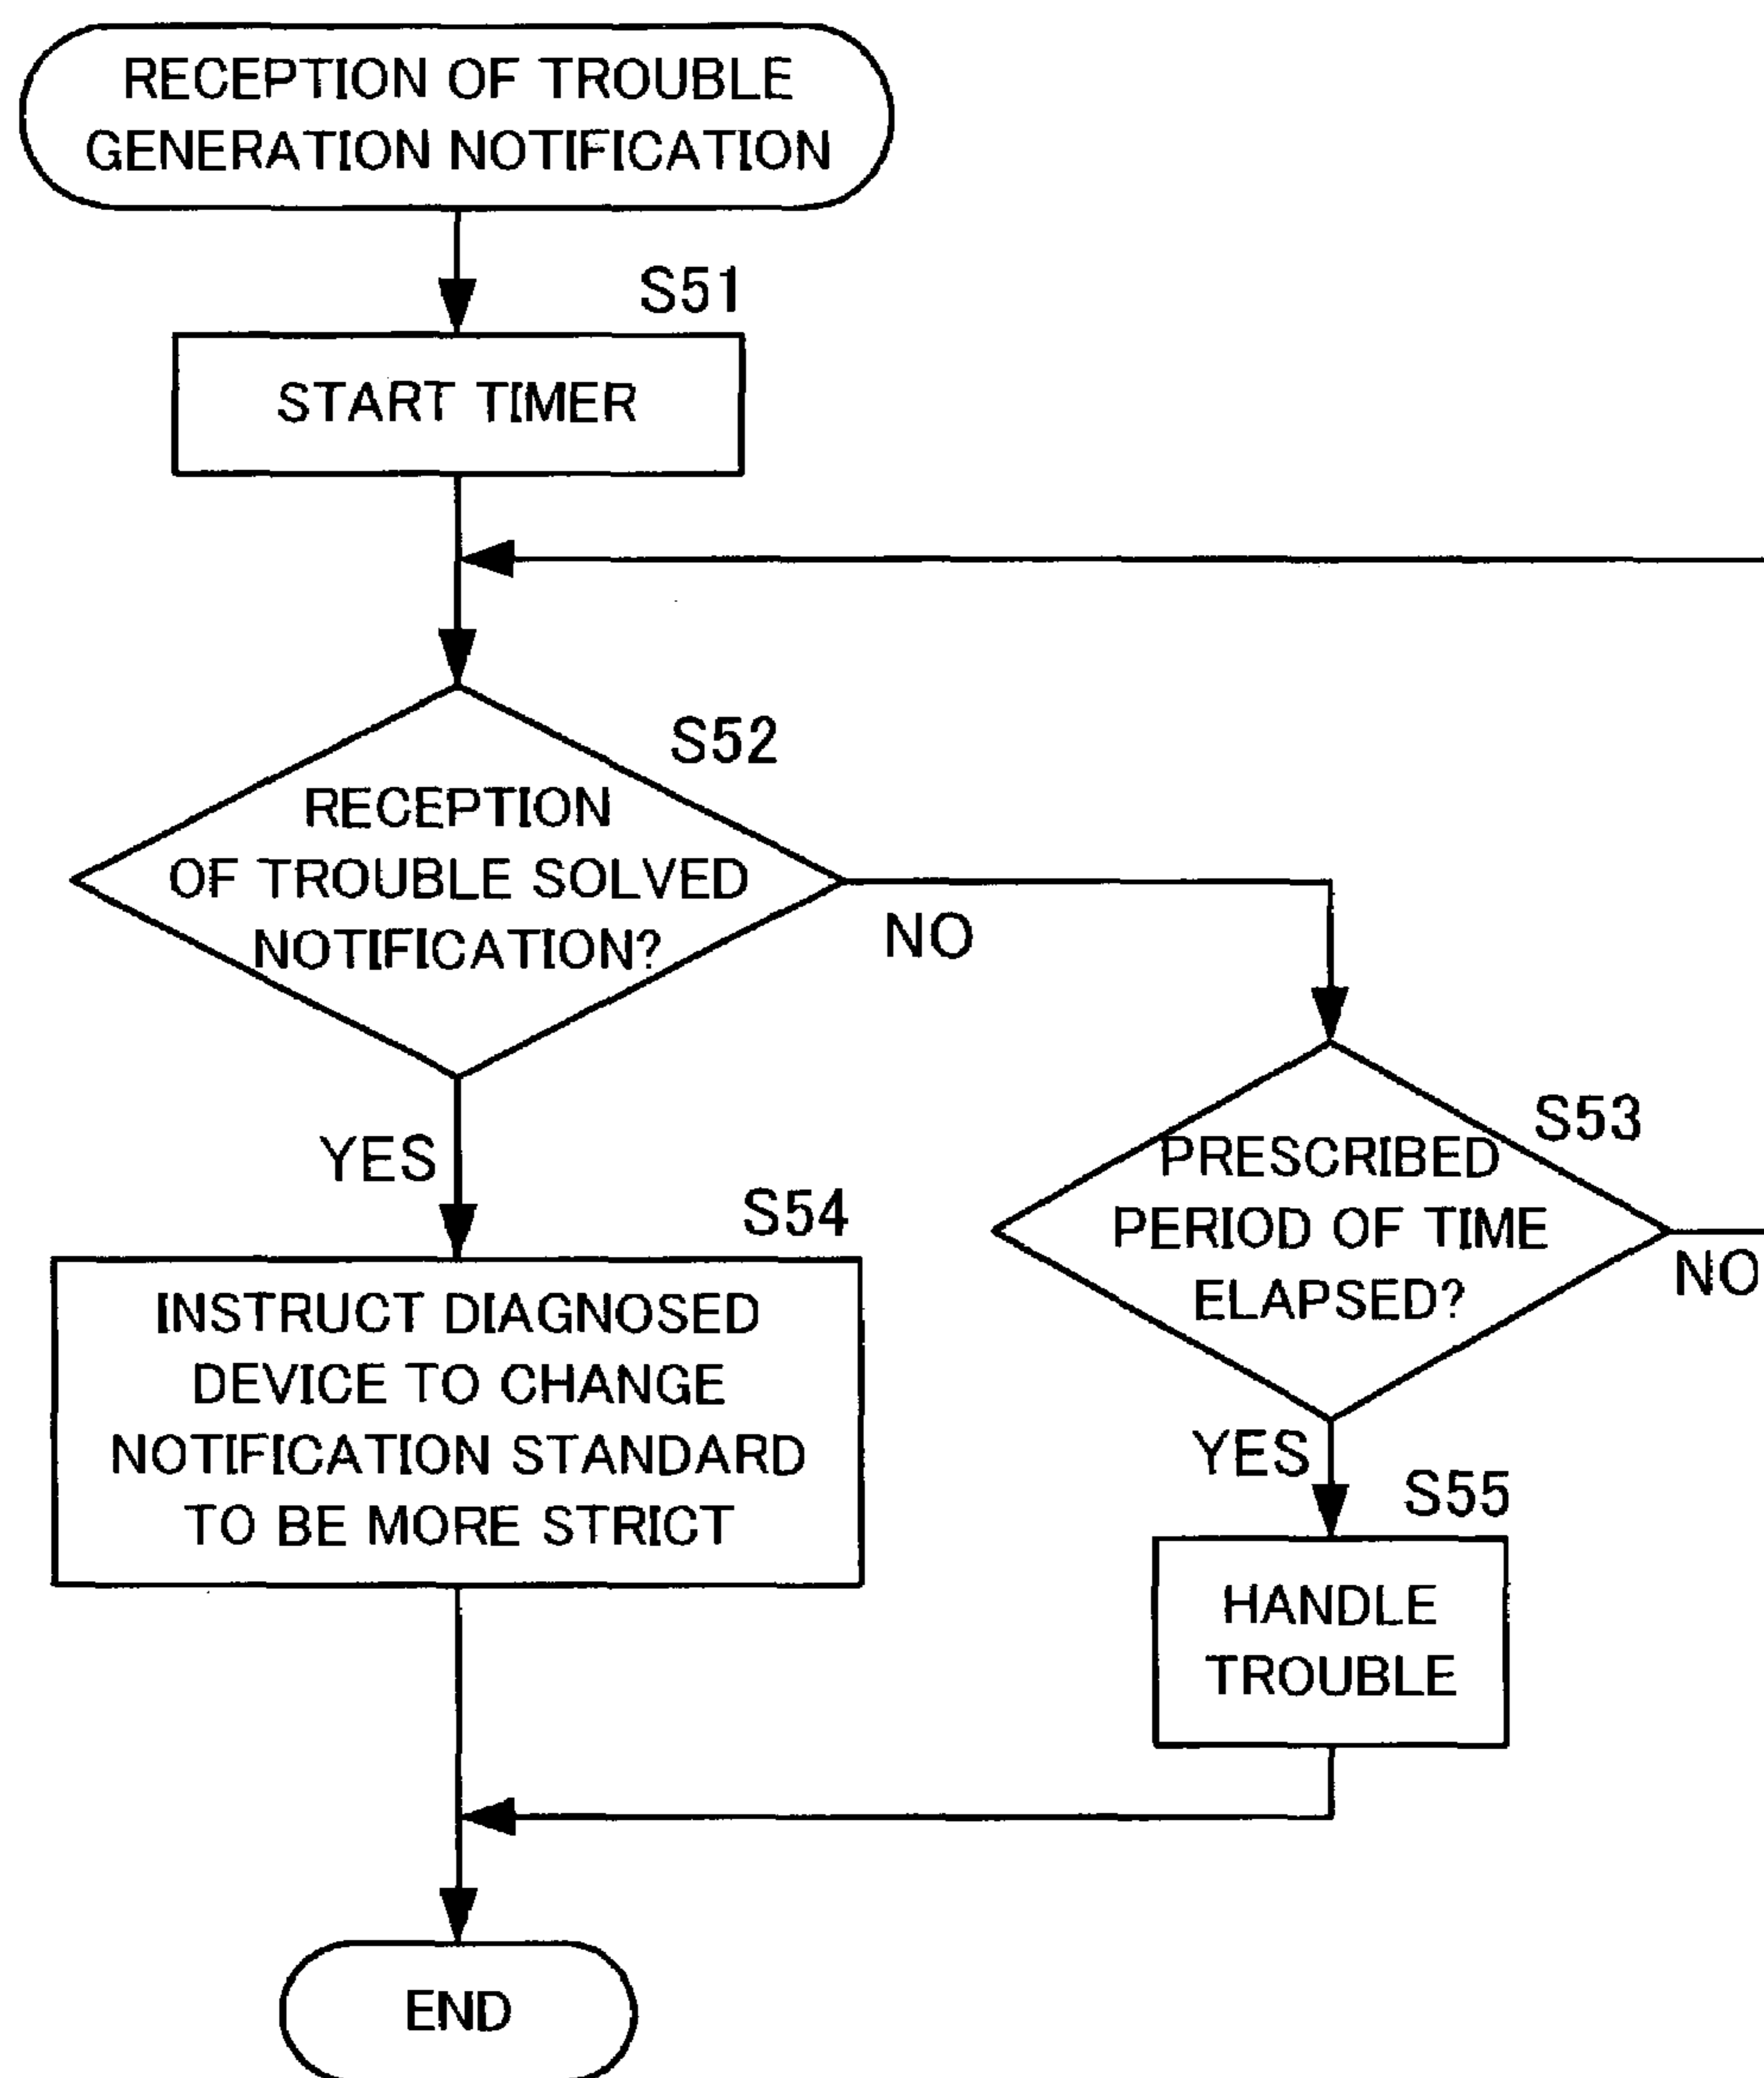 RECEPTION OF TROUBLE
GENERATION NOTIFICATION
S51
START TIMER
S52
RECEPTION
OF TROUBLE SOLVED
NOTIFICATION?
NO
YES
S53
PRESCRIBED
PERIOD OF TIME
ELAPSED?
NO
S54
INSTRUCT DIAGNOSED
DEVICE TO CHANGE
NOTIFICATION STANDARD
TO BE MORE STRICT
YES
S55
HANDLE
TROUBLE
END